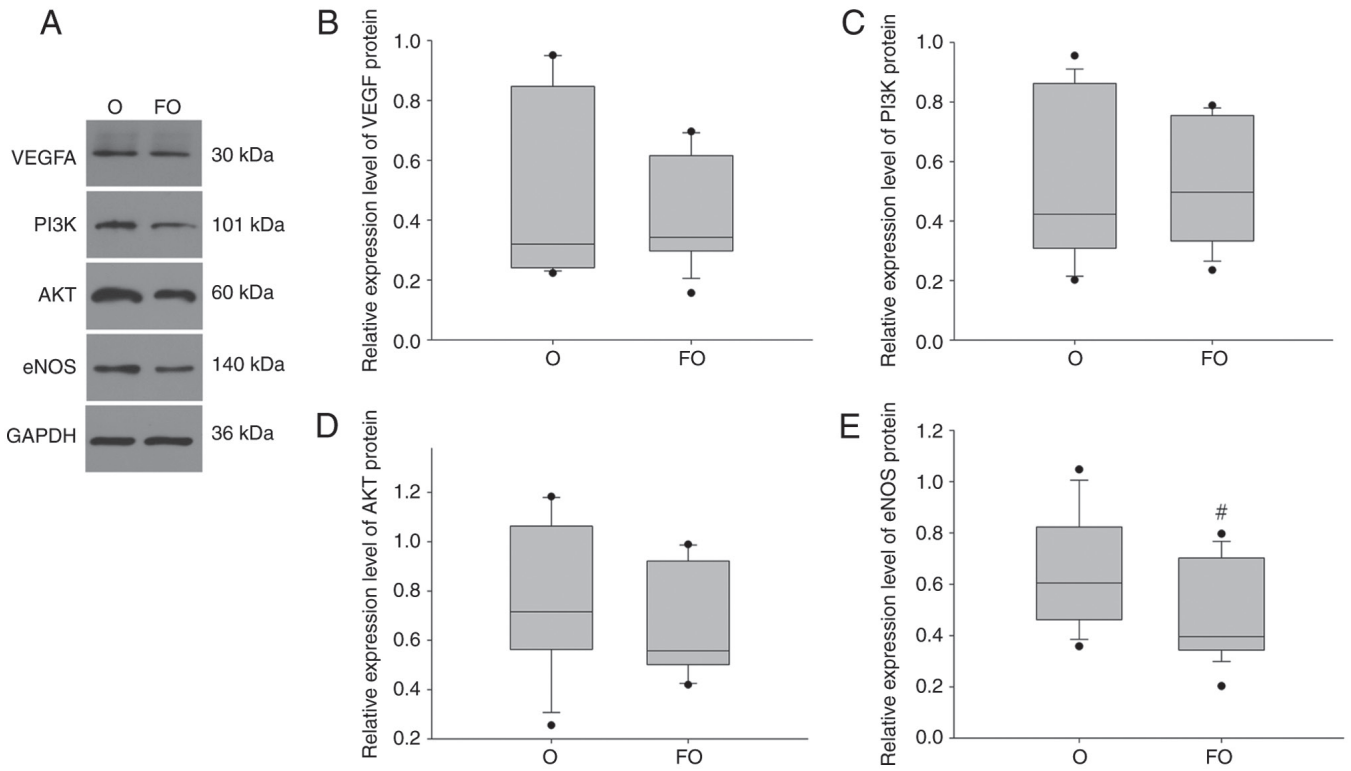 A
O FO
VEGFA 30 kDa
PI3K 101 kDa
AKT 60 kDa
eNOS 140 kDa
GAPDH 36 kDa
B
Relative expression level of VEGF protein
1.0
0.8
0.6
0.4
0.2
0.0
O FO
C
Relative expression level of PI3K protein
1.0
0.8
0.6
0.4
0.2
0.0
O FO
D
Relative expression level of AKT protein
1.2
1.0
0.8
0.6
0.4
0.2
O FO
E
Relative expression level of eNOS protein
1.2
1.0
0.8
0.6
0.4
0.2
0.0
#
O FO